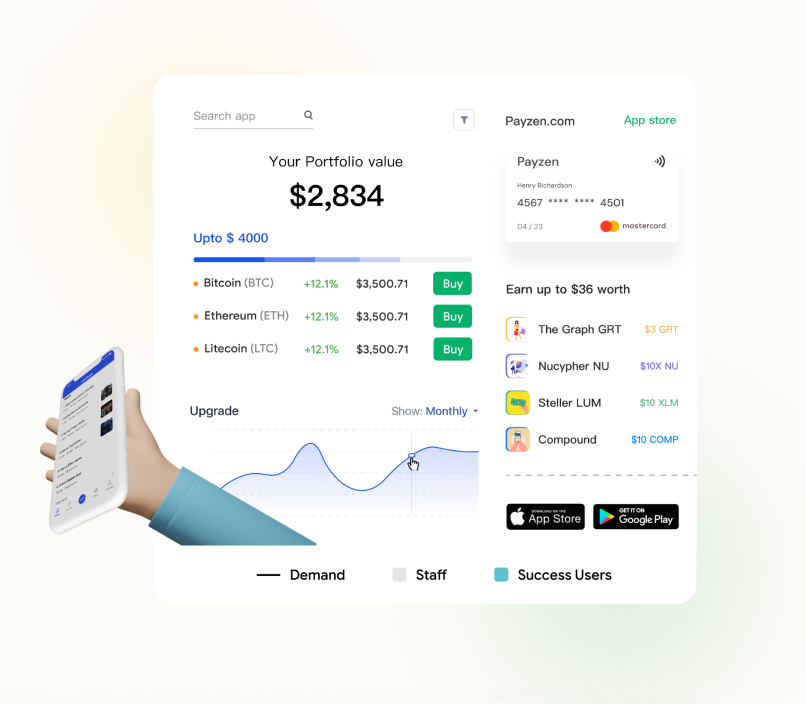 Search app
Your Portfolio value
$2,834
Upto $ 4000
Bitcoin (BTC) +12.1% $3,500.71 Buy
Ethereum (ETH) +12.1% $3,500.71 Buy
Litecoin (LTC) +12.1% $3,500.71 Buy
Upgrade
Show: Monthly
Payzen.com
App store
Payzen
Henry Richardson
4567 **** **** 4501
04 / 23
mastercard
Earn up to $36 worth
The Graph GRT $3 GRT
Nucypher NU $10X NU
Steller LUM $10 XLM
Compound $10 COMP
DOWNLOAD ON THE
App Store
GET IT ON
Google Play
Demand
Staff
Success Users